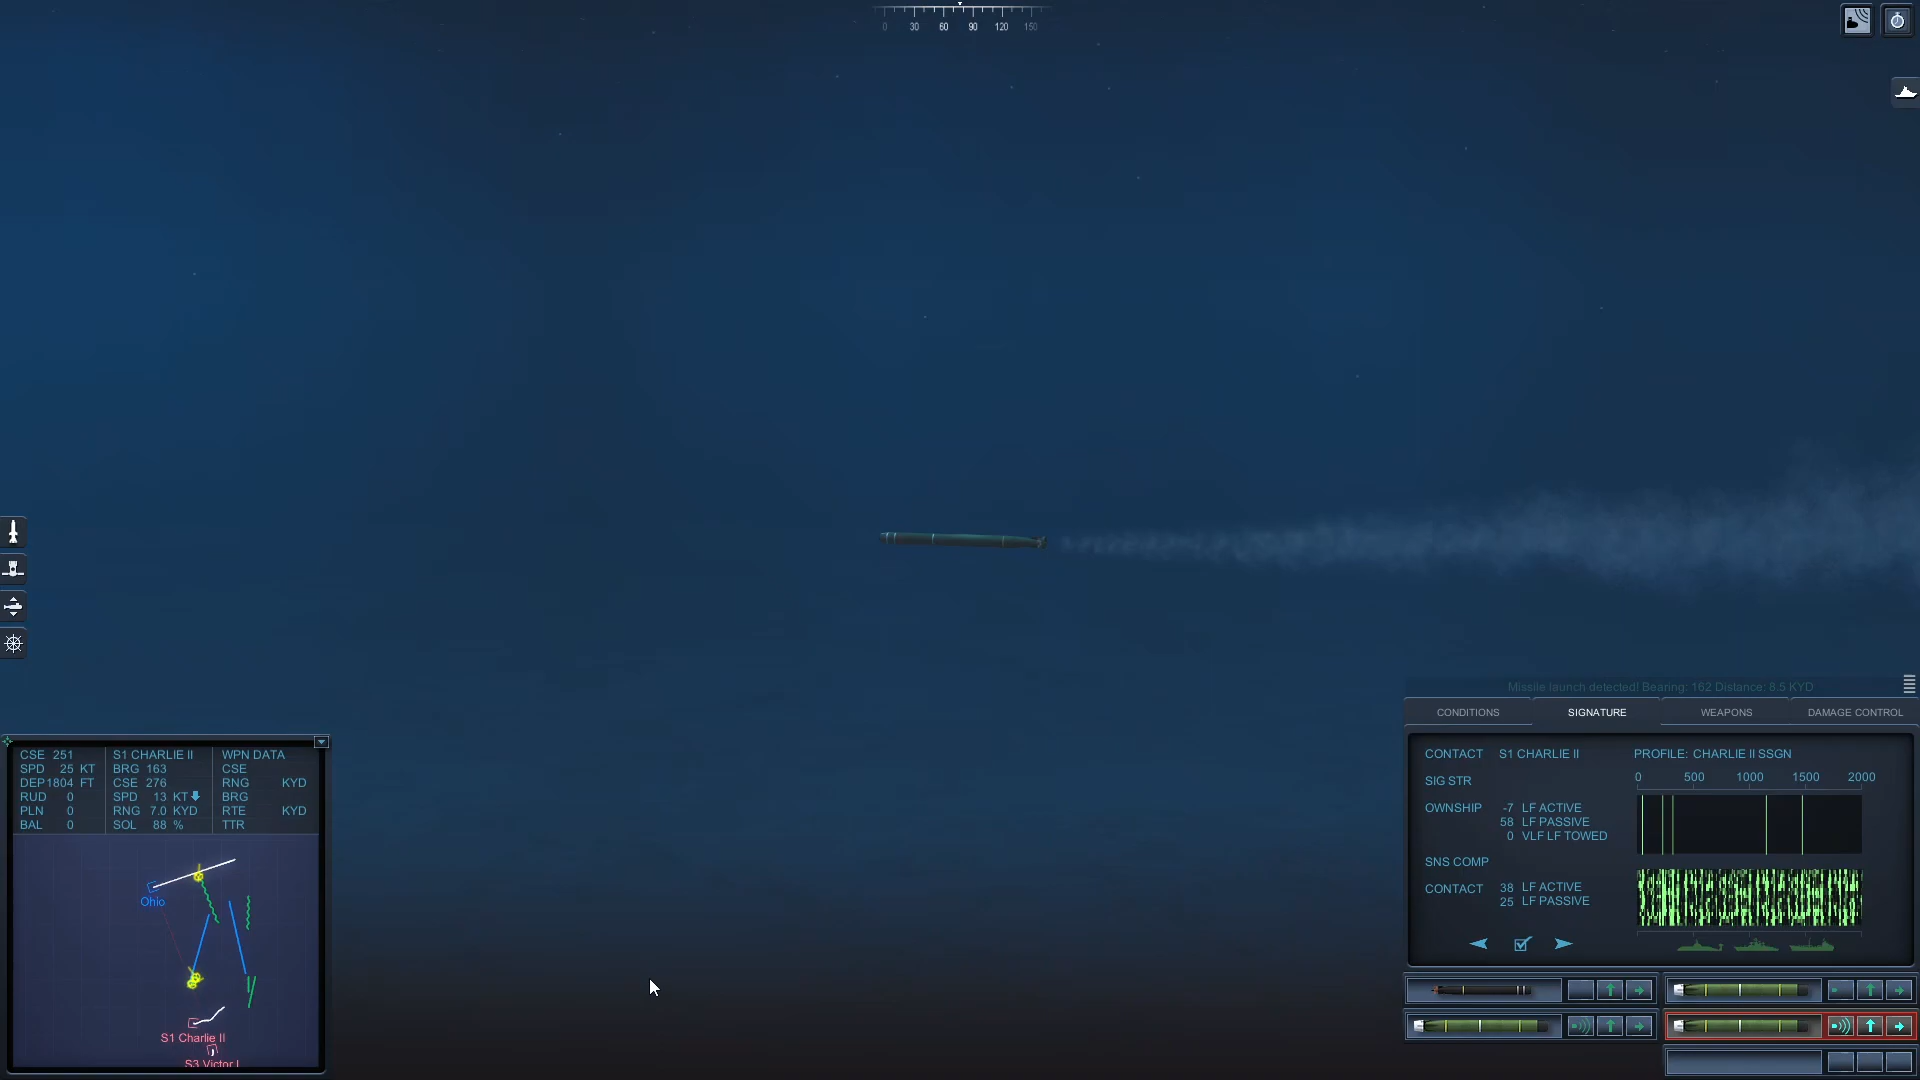 0 30 60 90 120 150
Missile launch detected! Bearing: 162 Distance: 8.5 KYD
CONDITIONS SIGNATURE WEAPONS DAMAGE CONTROL
CONTACT S1 CHARLIE II PROFILE: CHARLIE II SSGN
SIG STR 0 500 1000 1500 2000
OWNSHIP -7 LF ACTIVE
58 LF PASSIVE
0 VLF LF TOWED
SNS COMP
CONTACT 38 LF ACTIVE
25 LF PASSIVE
CSE 251 S1 CHARLIE II WPN DATA
SPD 25 KT BRG 163 CSE
DEP1804 FT CSE 276 RNG KYD
RUD 0 SPD 13 KT BRG
PLN 0 RNG 7.0 KYD RTE KYD
BAL 0 SOL 88 % TTR
Ohio
S1 Charlie II
S3 Victor I